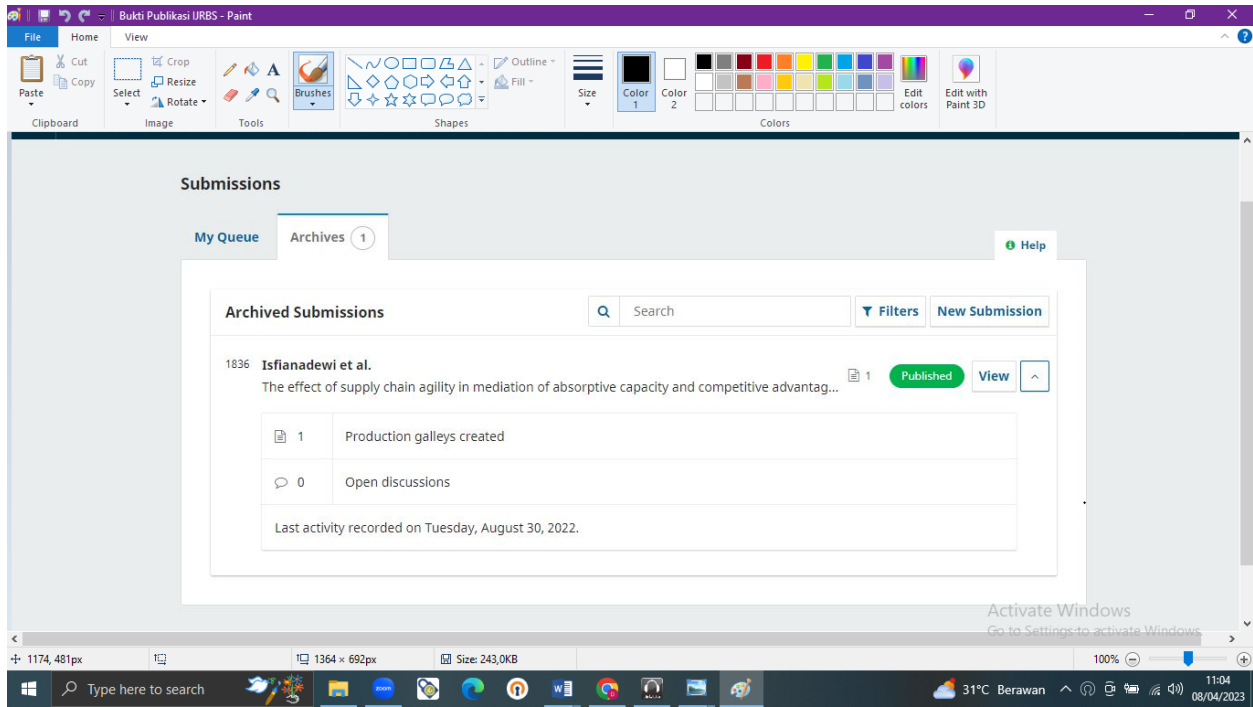 Bukti Publikasi IJRBS - Paint
File Home View
Paste
Cut
Copy
Clipboard
Select
Crop
Resize
Rotate
Image
A
Tools
Brushes
Outline
Fill
Shapes
Size
Color 1
Color 2
Edit colors
Colors
Edit with Paint 3D
Submissions
My Queue Archives 1
Help
Archived Submissions Search Filters New Submission
1836 Isfianadewi et al.
The effect of supply chain agility in mediation of absorptive capacity and competitive advantag... 1 Published View
1 Production galleys created
0 Open discussions
Last activity recorded on Tuesday, August 30, 2022.
Activate Windows
Go to Settings to activate Windows.
1174, 481px 1364 × 692px Size: 243,0KB 100%
Type here to search zoom 31°C Berawan 11:04
08/04/2023